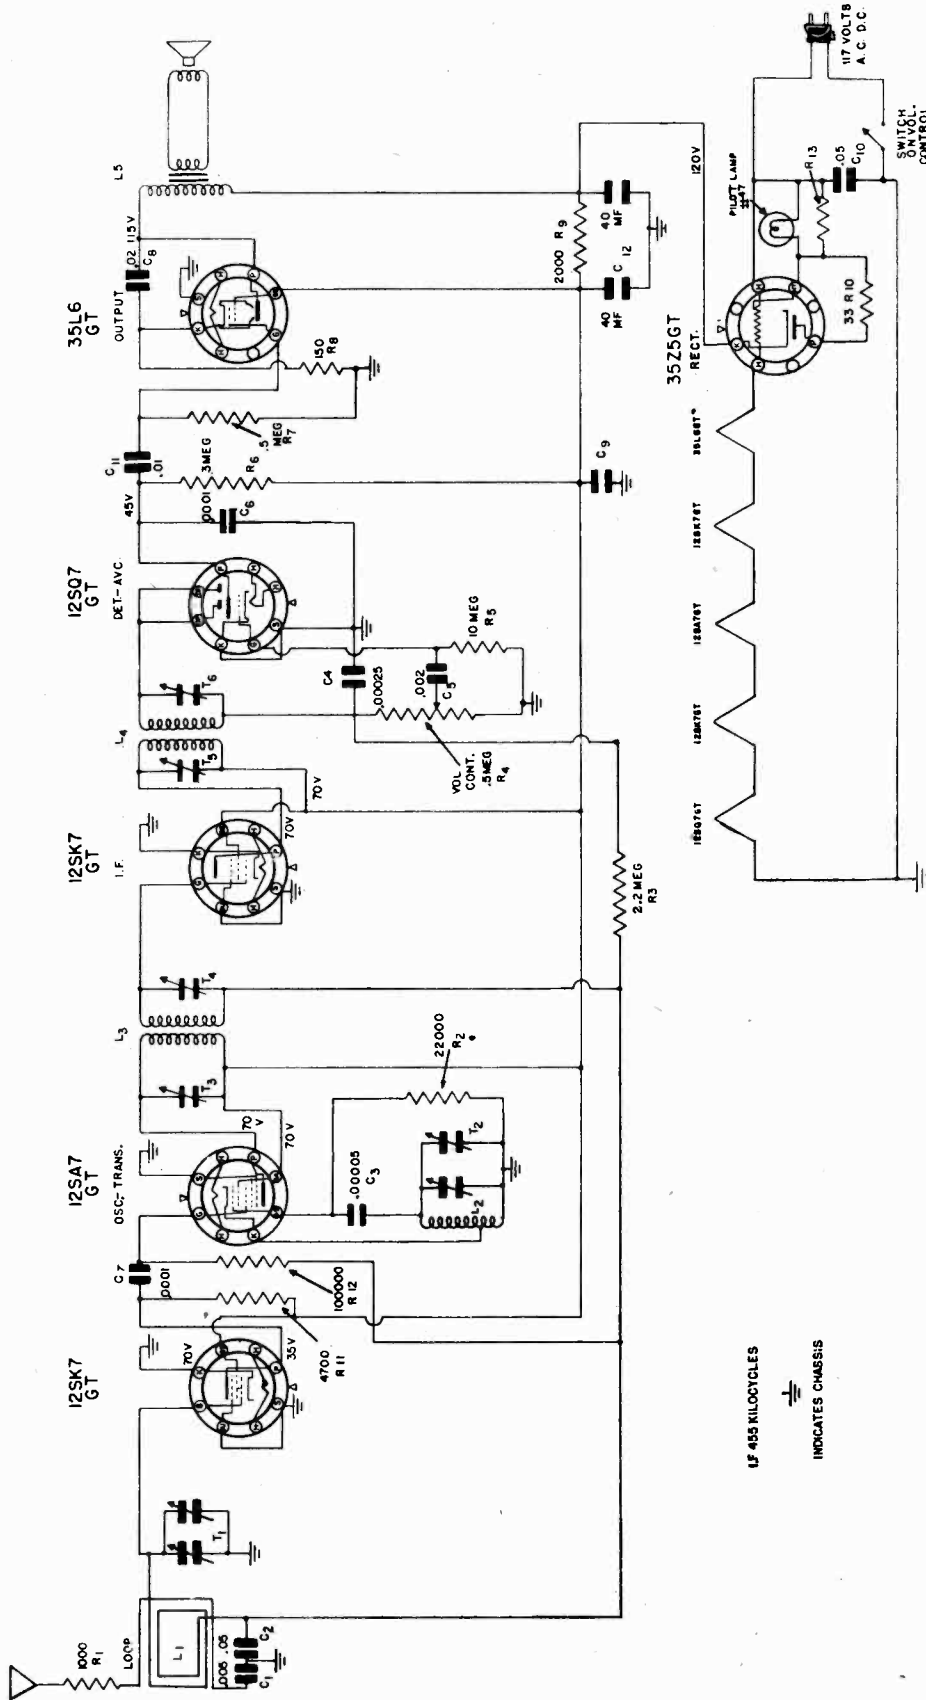 1000
R1
LOOP
L1
.005 .05
C1 C2
T1
12SK7
GT
70V
35V
4700
R11
100000
R12
C7
.0001
12SA7
GT
OSC.-TRANS.
70
V
70V
.00005
C3
L2
T2
22000
R2
L3
T3
T4
12SK7
GT
I.F.
70V
70V
L4
T5
T6
2.2 MEG
R3
VOL
CONT.
.5MEG
R4
12SQ7
GT
DET.-AVC.
C4
.00025
.002
C5
10 MEG
R5
.0001
C6
45V
.3MEG
R6
C9
C11
.01
.5
MEG
R7
150
R8
35L6
GT
OUTPUT
.02 115V
C8
L5
2000 R9
40
MF
C12
40
MF
120V
35Z5GT
RECT.
PILOT LAMP
#47
R13
33 R10
.05
C10
117 VOLTS
A.C. D.C.
SWITCH
ON VOL.
CONTROL
12SQ7GT
12SK7GT
12SA7GT
12SK7GT
35L6GT
I.F. 455 KILOCYCLES
INDICATES CHASSIS